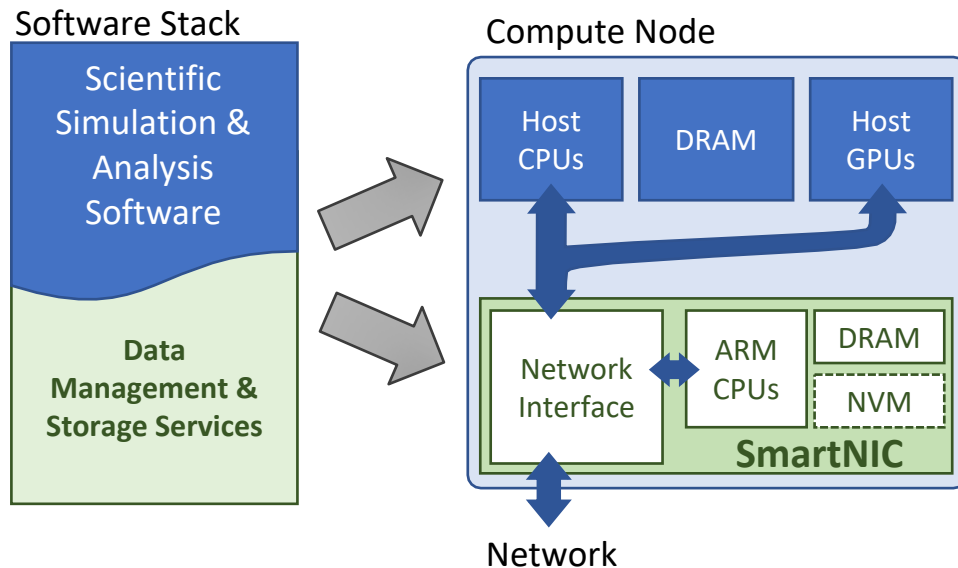 Software Stack
Scientific
Simulation &
Analysis
Software
Data
Management &
Storage Services
Compute Node
Host
CPUs
DRAM
Host
GPUs
Network
Interface
ARM
CPUs
DRAM
NVM
SmartNIC
Network